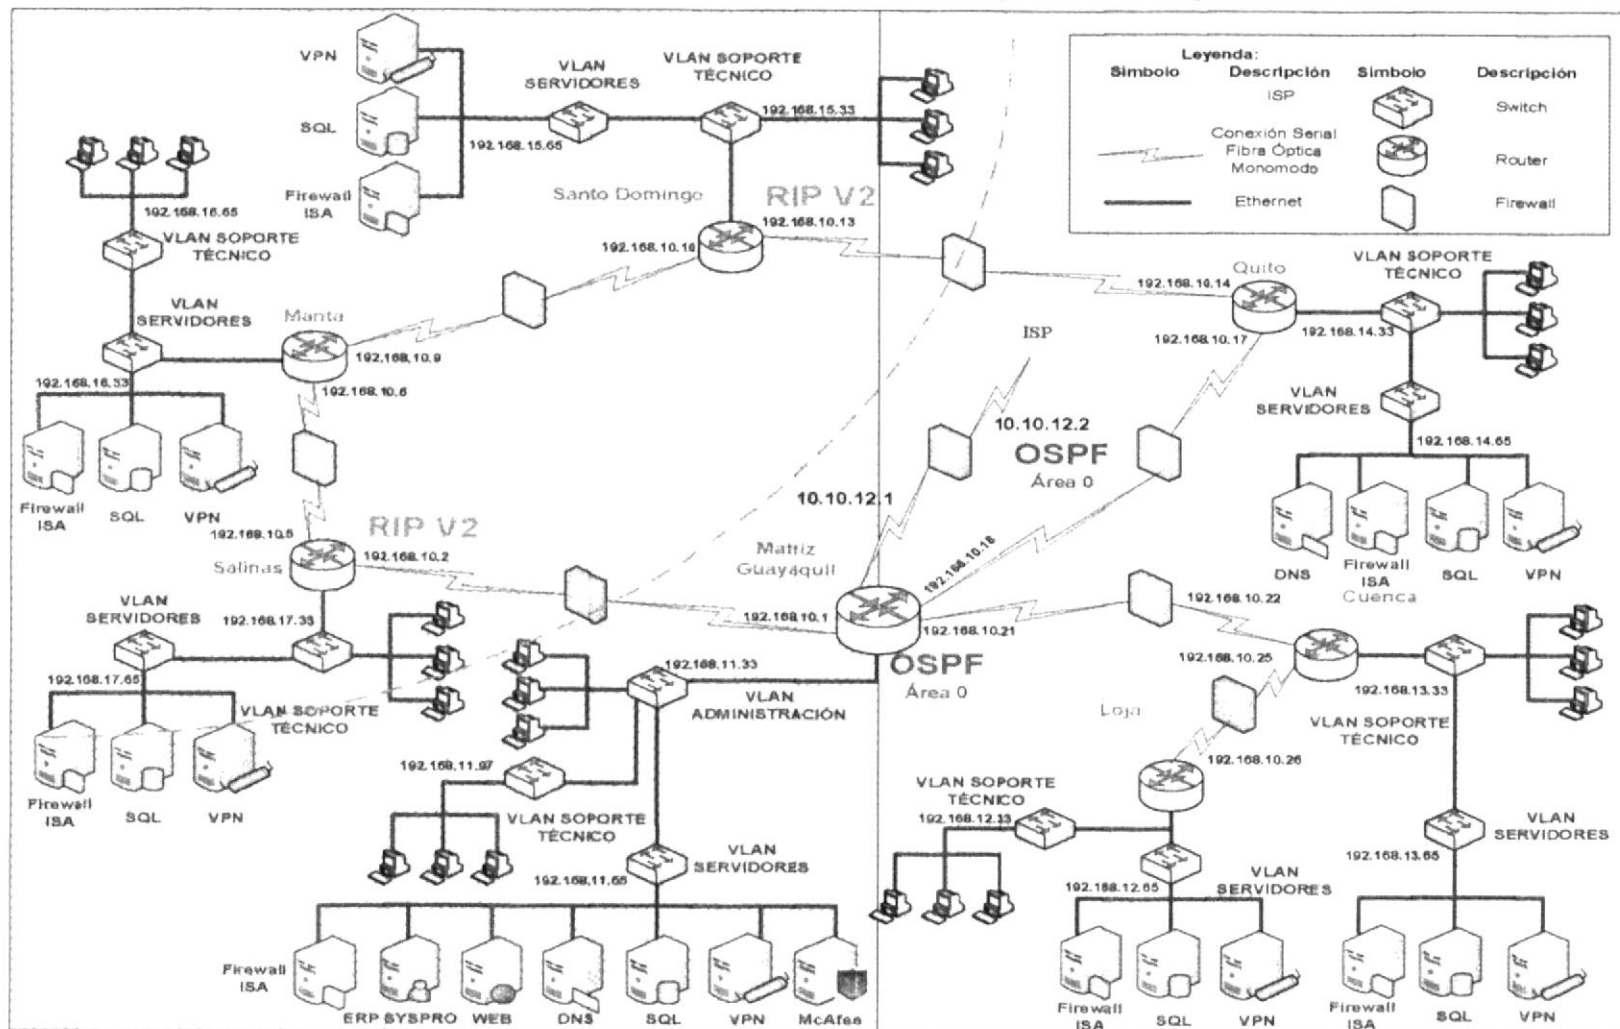 Leyenda:
Simbolo Descripción Simbolo Descripción
ISP
Switch
Conexión Serial
Fibra Óptica
Monomodo
Router
Ethernet
Firewall
VPN
SQL
Firewall
ISA
VLAN
SERVIDORES
192.168.15.65
VLAN SOPORTE
TÉCNICO
192.168.15.33
Santo Domingo
RIP V2
192.168.10.13
192.168.16.65
VLAN SOPORTE
TÉCNICO
VLAN
SERVIDORES
Manta
192.168.10.9
192.168.16.33
192.168.10.6
Firewall
ISA
SQL
VPN
192.168.10.5
RIP V2
Salinas
192.168.10.2
VLAN
SERVIDORES
192.168.17.33
192.168.17.65
VLAN SOPORTE
TÉCNICO
Firewall
ISA
SQL
VPN
192.168.10.14
Quito
192.168.10.17
192.168.14.33
VLAN SOPORTE
TÉCNICO
VLAN
SERVIDORES
192.168.14.65
DNS
Firewall
ISA
SQL
VPN
ISP
10.10.12.2
OSPF
Área 0
10.10.12.1
Matriz
Guayaquil
192.168.10.18
192.168.10.1
192.168.10.21
OSPF
Área 0
192.168.11.33
VLAN
ADMINISTRACIÓN
192.168.11.97
VLAN SOPORTE
TÉCNICO
VLAN
SERVIDORES
192.168.11.65
Firewall
ISA
ERP SYSPRO
WEB
DNS
SQL
VPN
McAfee
Cuenca
192.168.10.22
192.168.10.25
192.168.13.33
VLAN SOPORTE
TÉCNICO
VLAN
SERVIDORES
192.168.13.65
Firewall
ISA
SQL
VPN
Loja
192.168.10.26
VLAN SOPORTE
TÉCNICO
192.168.12.33
192.168.12.65
VLAN
SERVIDORES
Firewall
ISA
SQL
VPN